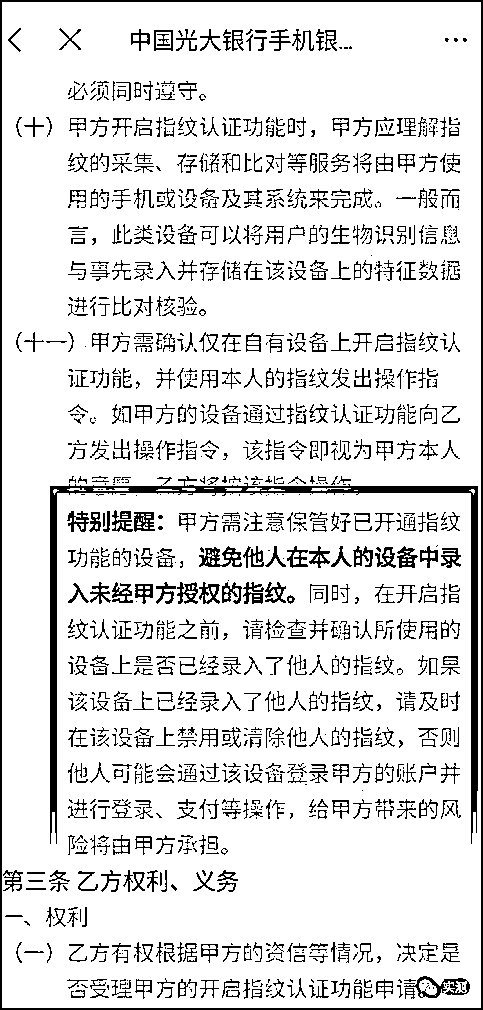 中国光大银行手机银...
必须同时遵守。
（十）甲方开启指纹认证功能时，甲方应理解指
纹的采集、存储和比对等服务将由甲方使
用的手机或设备及其系统来完成。一般而
言，此类设备可以将用户的生物识别信息
与事先录入并存储在该设备上的特征数据
进行比对核验。
（十一）甲方需确认仅在自有设备上开启指纹认
证功能，并使用本人的指纹发出操作指
令。如甲方的设备通过指纹认证功能向乙
方发出操作指令，该指令即视为甲方本人
的意愿，乙方将按该指令操作。
特别提醒：甲方需注意保管好已开通指纹
功能的设备，避免他人在本人的设备中录
入未经甲方授权的指纹。同时，在开启指
纹认证功能之前，请检查并确认所使用的
设备上是否已经录入了他人的指纹。如果
该设备上已经录入了他人的指纹，请及时
在该设备上禁用或清除他人的指纹，否则
他人可能会通过该设备登录甲方的账户并
进行登录、支付等操作，给甲方带来的风
险将由甲方承担。
第三条 乙方权利、义务
一、权利
（一）乙方有权根据甲方的资信等情况，决定是
否受理甲方的开启指纹认证功能申请。